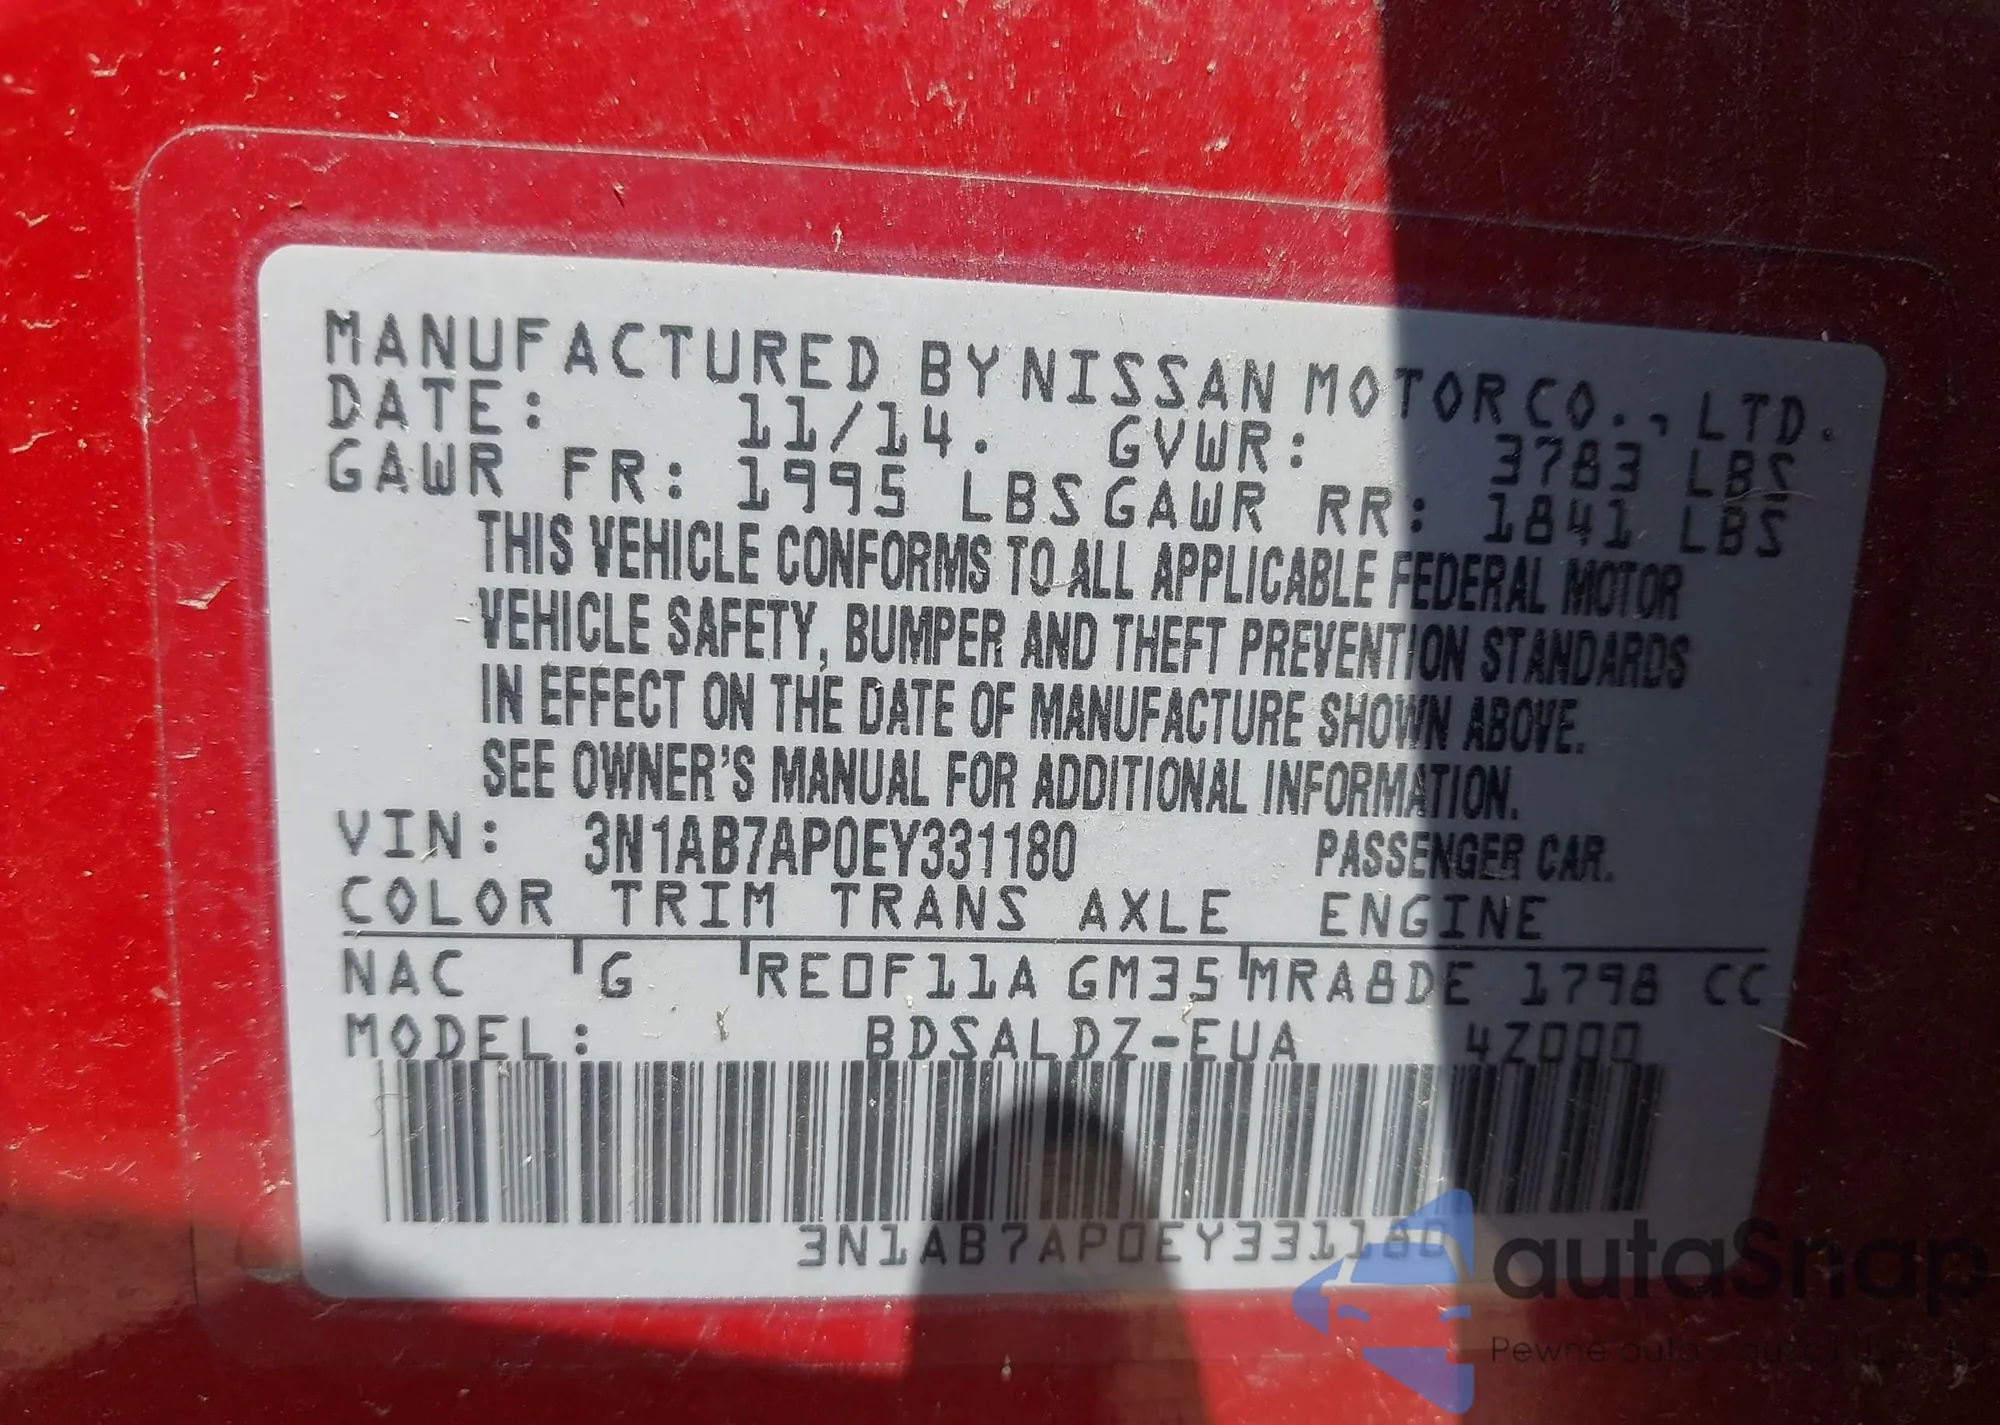 MANUFACTURED BY NISSAN MOTOR CO., LTD.
DATE: 11/14. GVWR: 3783 LBS
GAWR FR: 1995 LBS GAWR RR: 1841 LBS
THIS VEHICLE CONFORMS TO ALL APPLICABLE FEDERAL MOTOR
VEHICLE SAFETY, BUMPER AND THEFT PREVENTION STANDARDS
IN EFFECT ON THE DATE OF MANUFACTURE SHOWN ABOVE.
SEE OWNER'S MANUAL FOR ADDITIONAL INFORMATION.
VIN: 3N1AB7AP0EY331180 PASSENGER CAR.
COLOR TRIM TRANS AXLE ENGINE
NAC G RE0F11A GM35 MRA8DE 1798 CC
MODEL: BDSALDZ-EUA 4Z000
3N1AB7AP0EY331180
autaSnap
Pewne auto